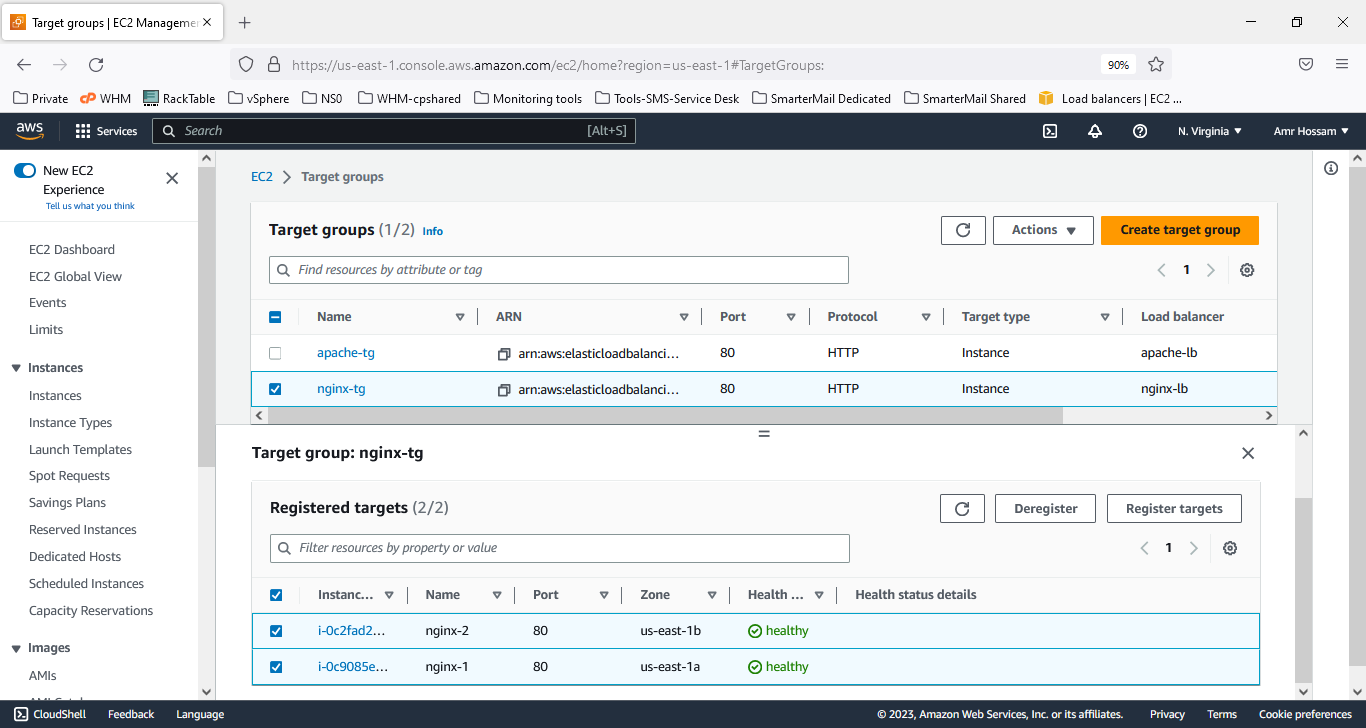 Target groups | EC2 Manageme
https://us-east-1.console.aws.amazon.com/ec2/home?region=us-east-1#TargetGroups:
90%
Private WHM RackTable vSphere NS0 WHM-cpshared Monitoring tools Tools-SMS-Service Desk SmarterMail Dedicated SmarterMail Shared Load balancers | EC2 ...
aws Services Search [Alt+S] N. Virginia Amr Hossam
New EC2
Experience
Tell us what you think
EC2 Dashboard
EC2 Global View
Events
Limits
Instances
Instances
Instance Types
Launch Templates
Spot Requests
Savings Plans
Reserved Instances
Dedicated Hosts
Scheduled Instances
Capacity Reservations
Images
AMIs
EC2 > Target groups
Target groups (1/2) Info
Actions
Create target group
Find resources by attribute or tag
1
Name ARN Port Protocol Target type Load balancer
apache-tg arn:aws:elasticloadbalanci... 80 HTTP Instance apache-lb
nginx-tg arn:aws:elasticloadbalanci... 80 HTTP Instance nginx-lb
Target group: nginx-tg
Registered targets (2/2)
Deregister
Register targets
Filter resources by property or value
1
Instanc... Name Port Zone Health ... Health status details
i-0c2fad2... nginx-2 80 us-east-1b healthy
i-0c9085e... nginx-1 80 us-east-1a healthy
CloudShell Feedback Language © 2023, Amazon Web Services, Inc. or its affiliates. Privacy Terms Cookie preferences